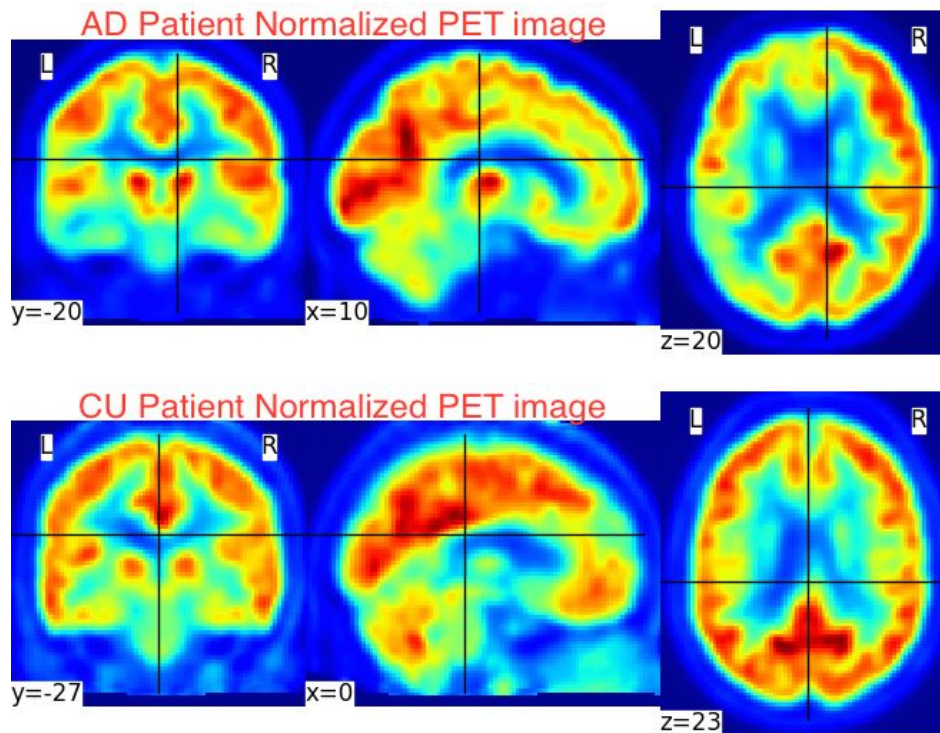 AD Patient Normalized PET image
L R L R
y=-20 x=10 z=20
CU Patient Normalized PET image
L R L R
y=-27 x=0 z=23